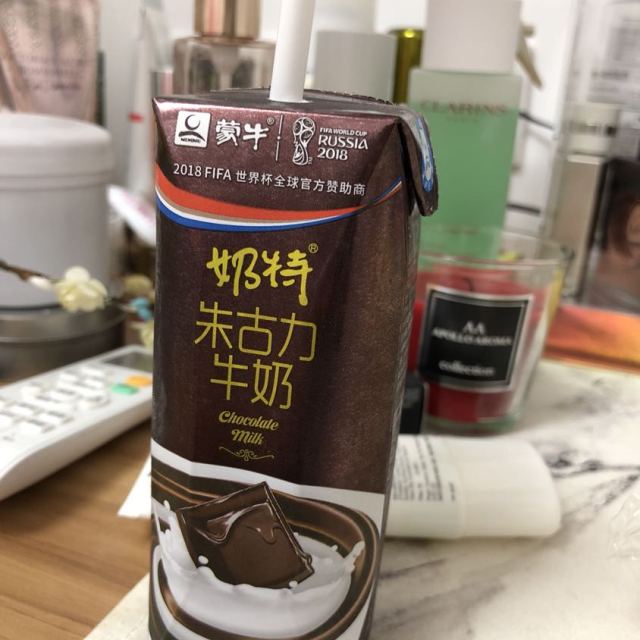 蒙牛®
MENGNIU
FIFA WORLD CUP
RUSSIA
2018
2018 FIFA 世界杯全球官方赞助商
奶特®
朱古力
牛奶
Chocolate
Milk
CLARINS
AA
APOLLO AROMA
collection